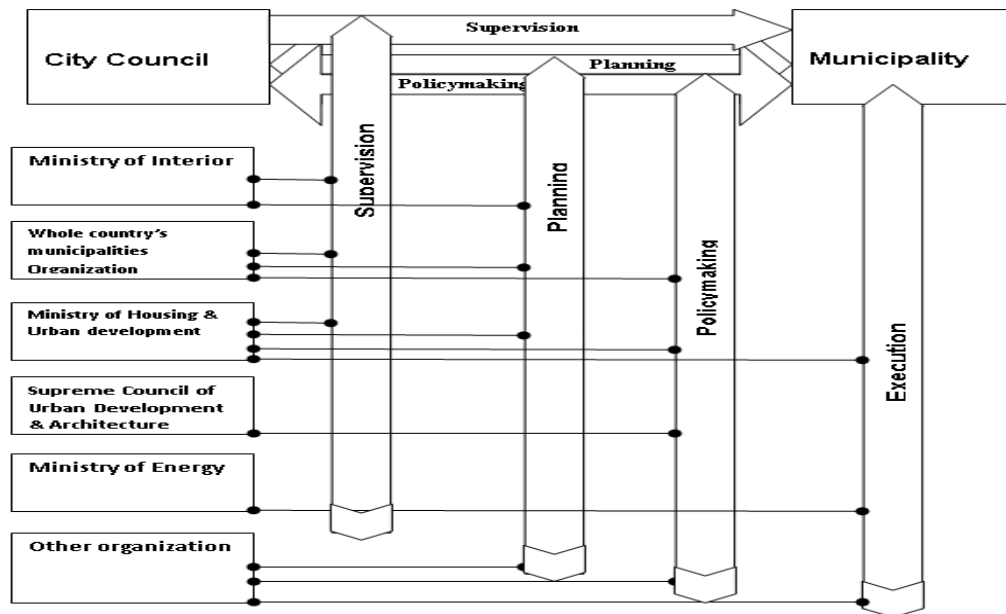 Supervision
City Council
Municipality
Planning
Policymaking
Ministry of Interior
Whole country's
municipalities
Organization
Ministry of Housing &
Urban development
Supreme Council of
Urban Development
& Architecture
Ministry of Energy
Other organization
Supervision
Planning
Policymaking
Execution